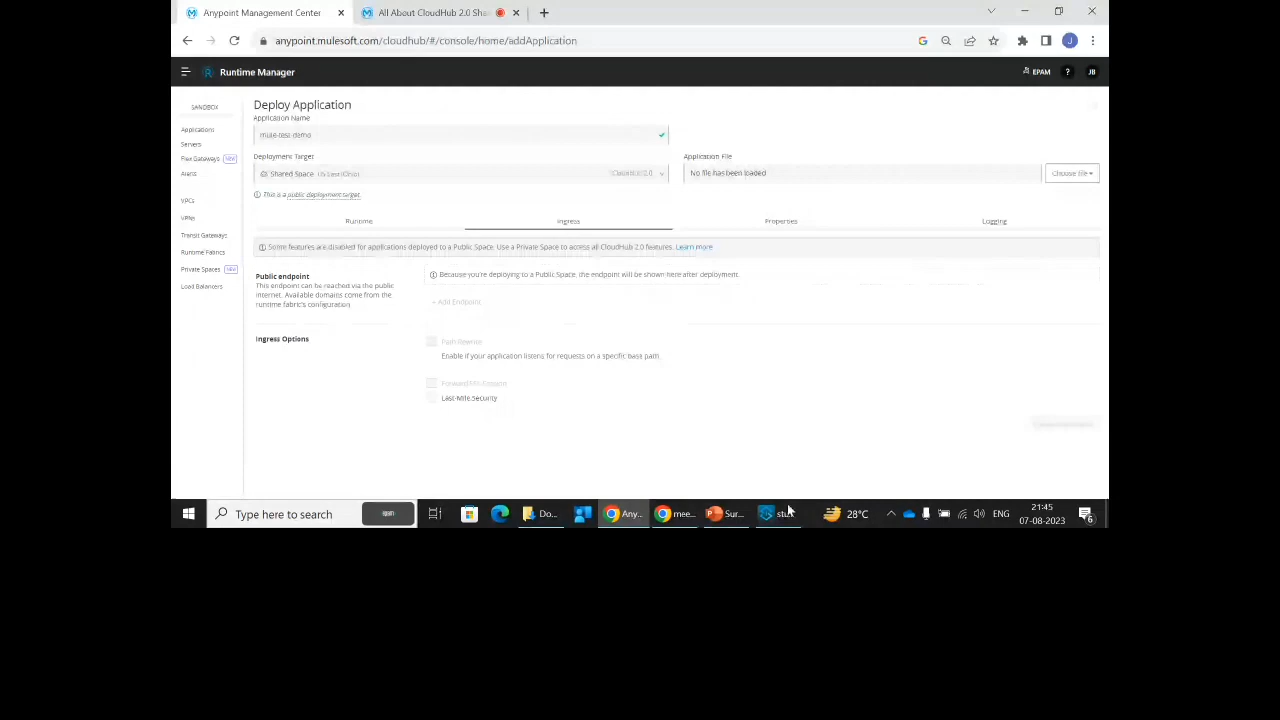 Anypoint Management Center
All About CloudHub 2.0 Sha
anypoint.mulesoft.com/cloudhub/#/console/home/addApplication
J
Runtime Manager
EPAM
?
JB
SANDBOX
Deploy Application
Application Name
Applications
mule-test-demo
Servers
Flex Gateways NEW
Deployment Target
Application File
Alerts
Shared Space
CloudHub 2.0
No file has been loaded
Choose file
This is a public deployment target.
VPCs
VPNs
Runtime
Ingress
Properties
Logging
Transit Gateways
Some features are disabled for applications deployed to a Public Space. Use a Private Space to access all CloudHub 2.0 features. Learn more
Runtime Fabrics
Private Spaces NEW
Public endpoint
Because you're deploying to a Public Space, the endpoint will be shown here after deployment.
Load Balancers
This endpoint can be reached via the public
internet. Available domains come from the
runtime fabric's configuration
+ Add Endpoint
Ingress Options
Path Rewrite
Enable if your application listens for requests on a specific base path.
Forward SSL Session
Last-Mile Security
Type here to search
Do...
Any...
mee...
Sur...
28°C
ENG
21:45
07-08-2023
6